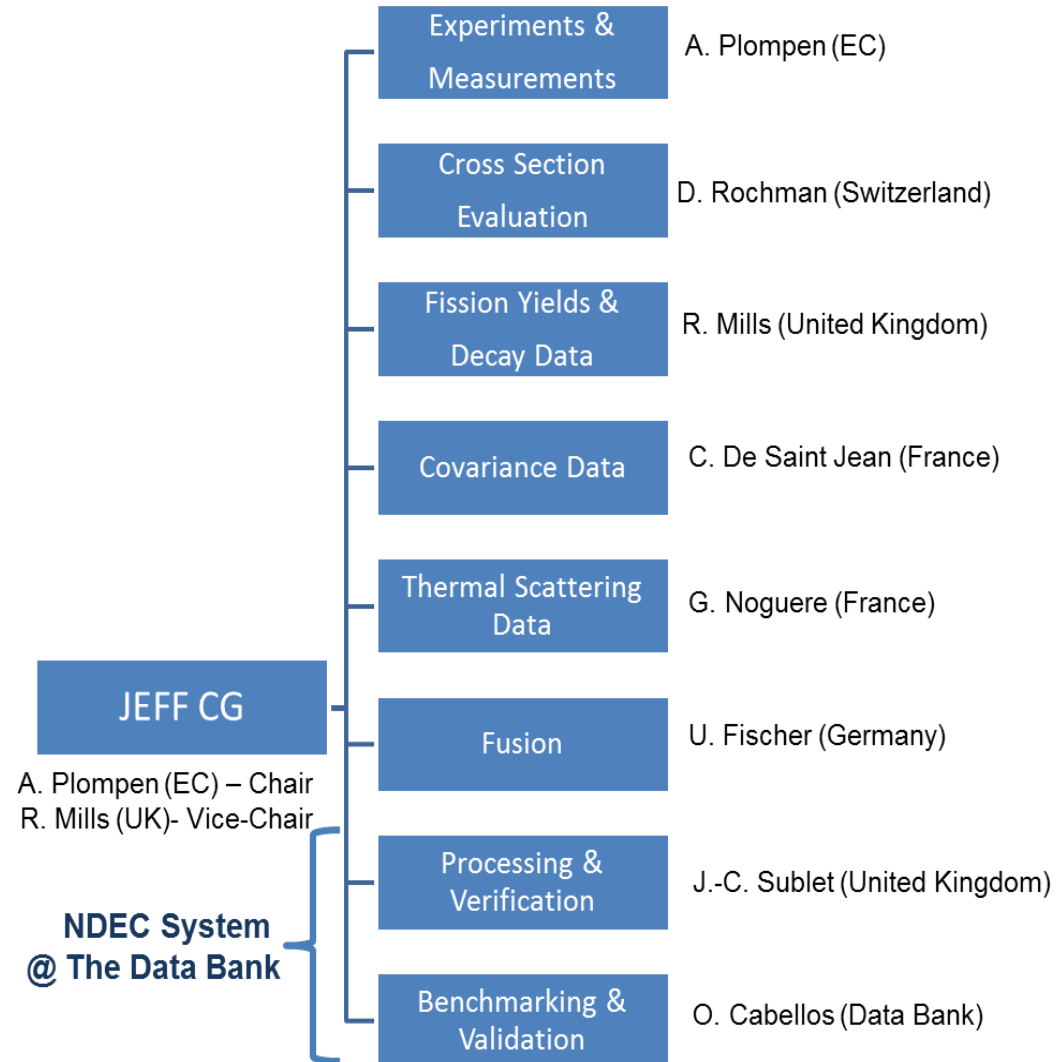 Experiments &
Measurements
A. Plompen (EC)
Cross Section
Evaluation
D. Rochman (Switzerland)
Fission Yields &
Decay Data
R. Mills (United Kingdom)
Covariance Data
C. De Saint Jean (France)
Thermal Scattering
Data
G. Noguere (France)
JEFF CG
A. Plompen (EC) – Chair
R. Mills (UK)- Vice-Chair
Fusion
U. Fischer (Germany)
Processing &
Verification
J.-C. Sublet (United Kingdom)
NDEC System
@ The Data Bank
Benchmarking &
Validation
O. Cabellos (Data Bank)